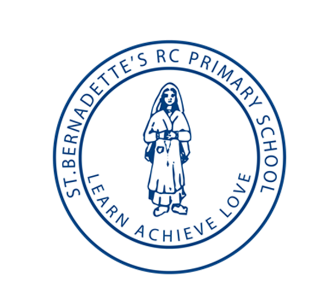 ST.BERNADETTE'S RC PRIMARY SCHOOL
LEARN ACHIEVE LOVE